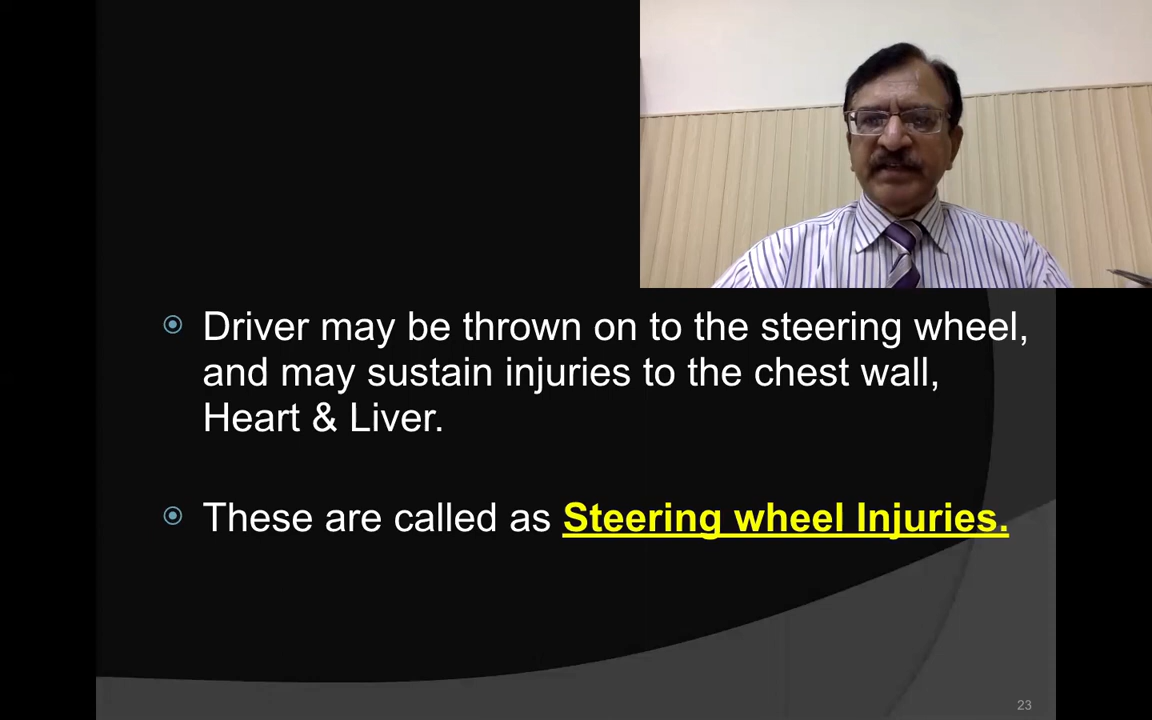 Driver may be thrown on to the steering wheel,
and may sustain injuries to the chest wall,
Heart & Liver.
These are called as Steering wheel Injuries.
23